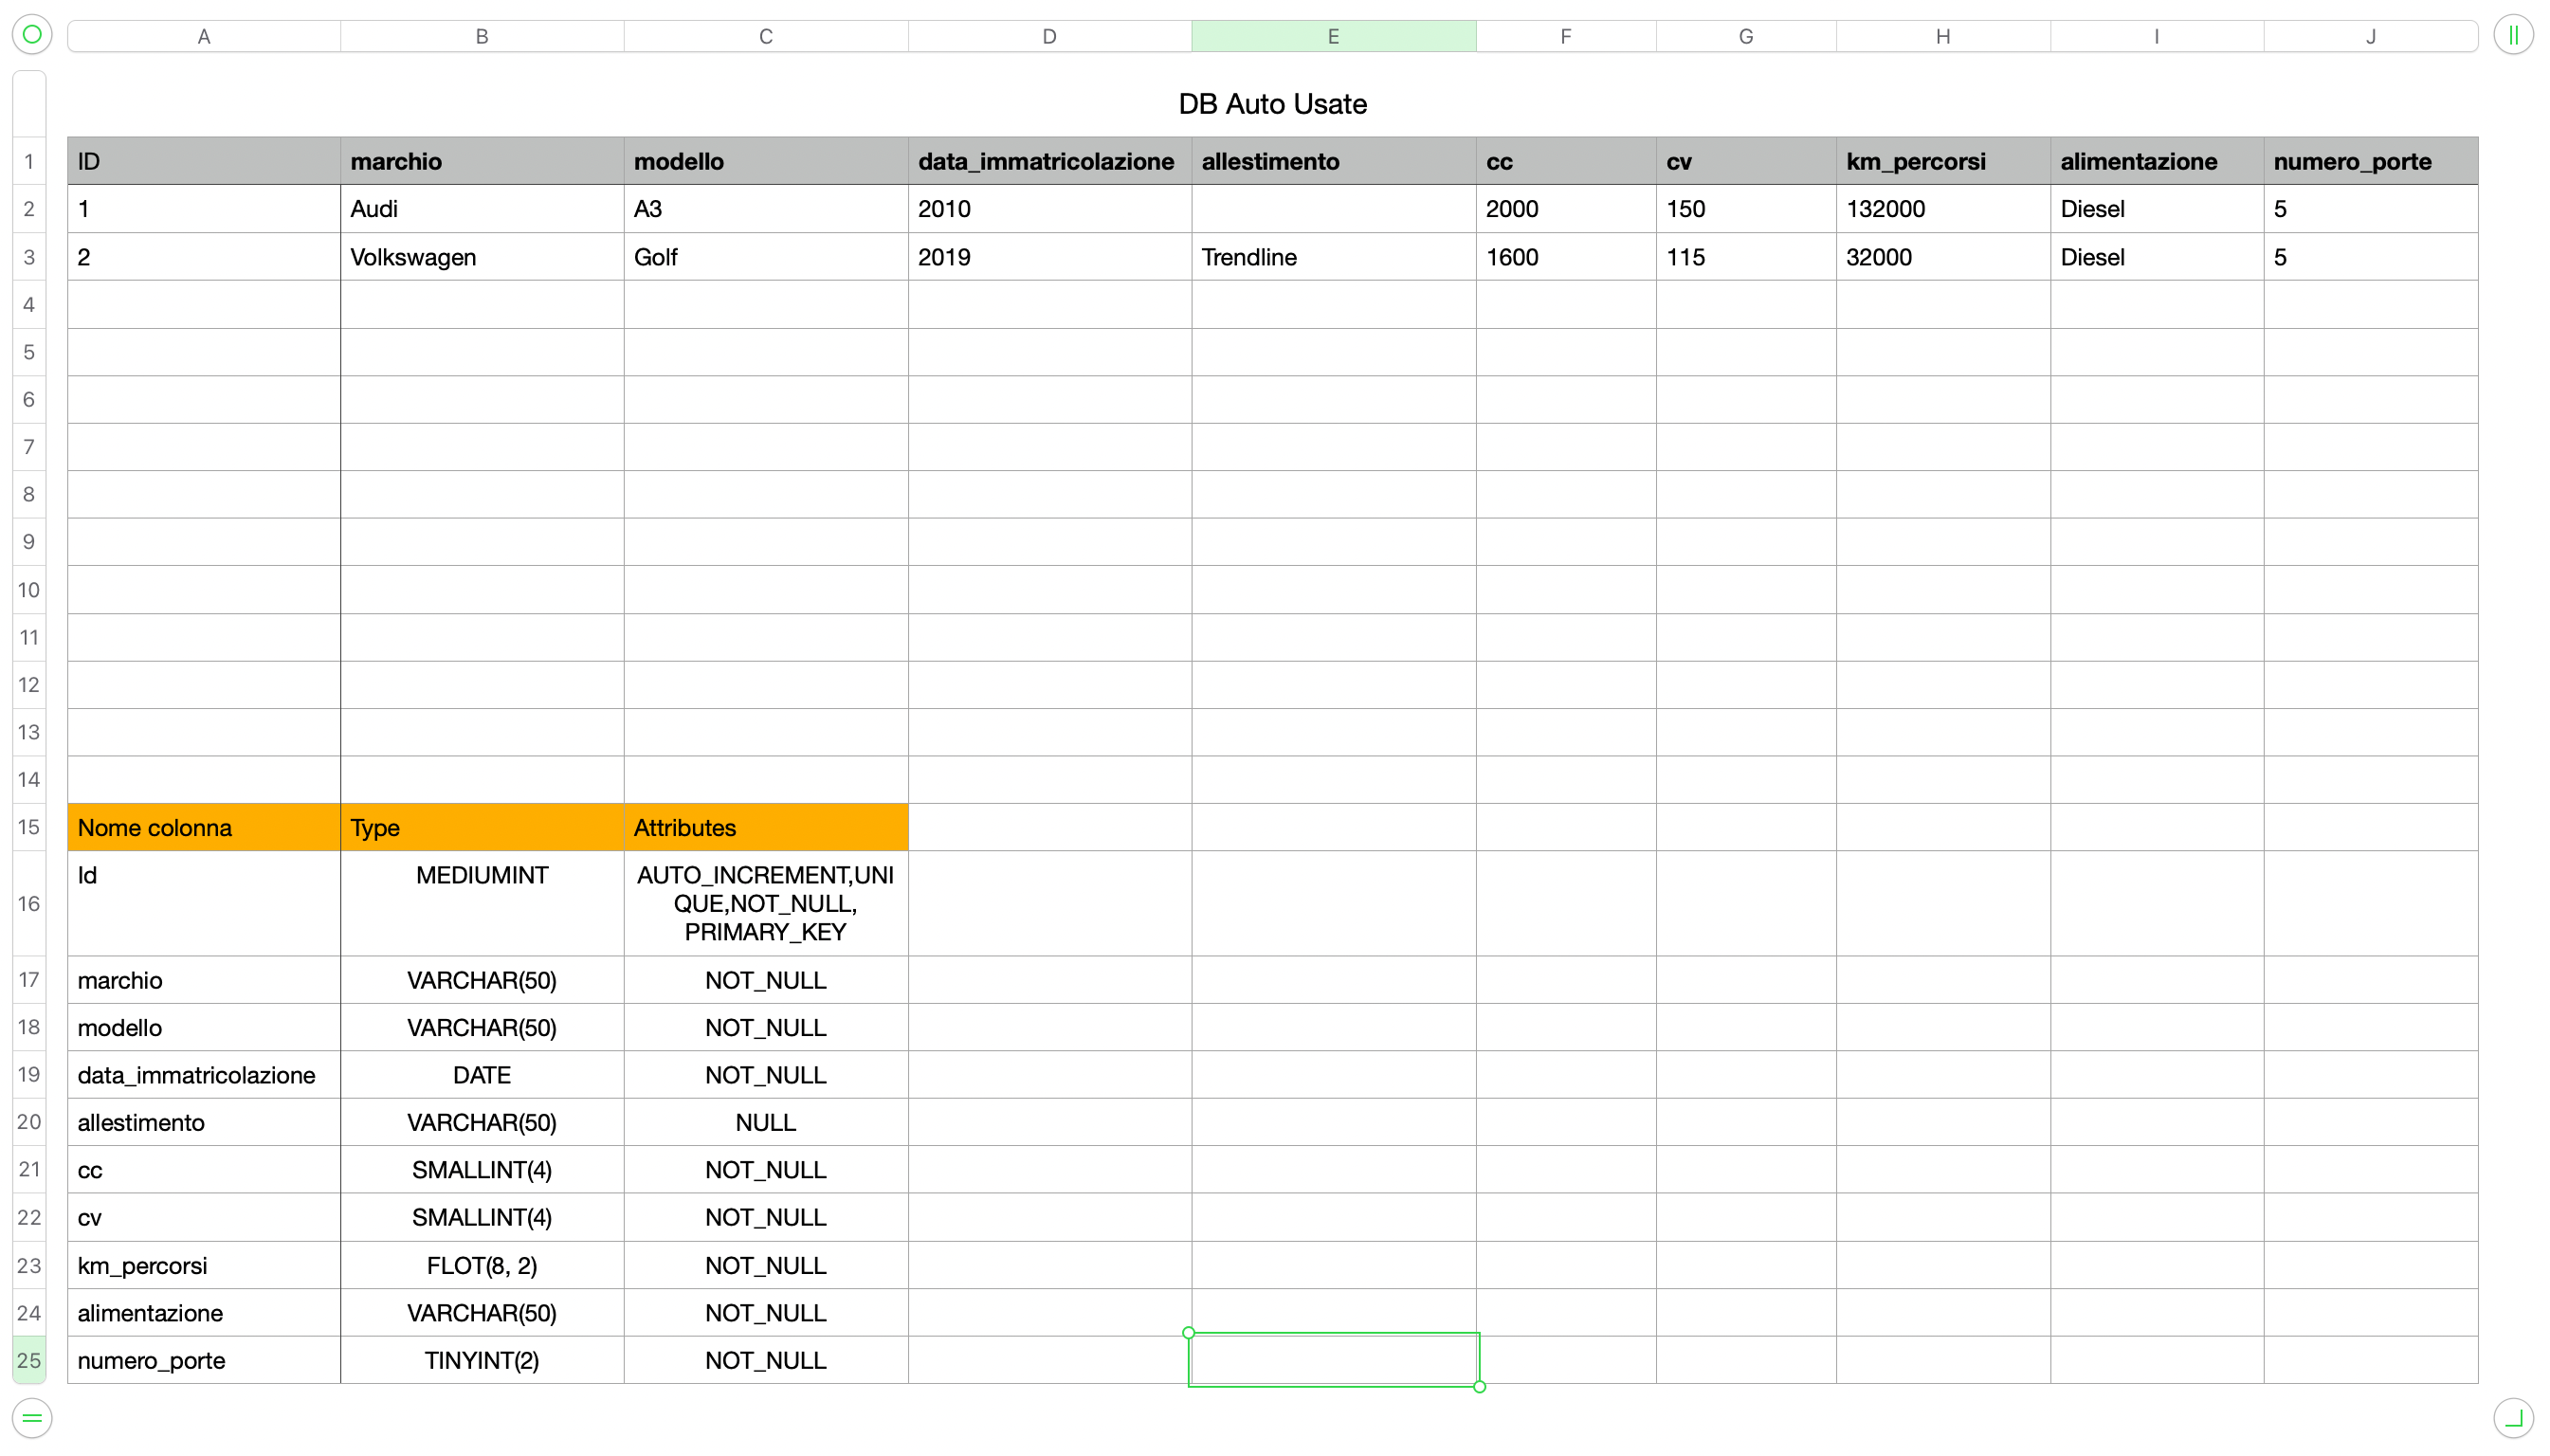 A B C D E F G H I J
DB Auto Usate
1 ID marchio modello data_immatricolazione allestimento cc cv km_percorsi alimentazione numero_porte
2 1 Audi A3 2010 2000 150 132000 Diesel 5
3 2 Volkswagen Golf 2019 Trendline 1600 115 32000 Diesel 5
4
5
6
7
8
9
10
11
12
13
14
15 Nome colonna Type Attributes
16 Id MEDIUMINT AUTO_INCREMENT,UNI
QUE,NOT_NULL,
PRIMARY_KEY
17 marchio VARCHAR(50) NOT_NULL
18 modello VARCHAR(50) NOT_NULL
19 data_immatricolazione DATE NOT_NULL
20 allestimento VARCHAR(50) NULL
21 cc SMALLINT(4) NOT_NULL
22 cv SMALLINT(4) NOT_NULL
23 km_percorsi FLOT(8, 2) NOT_NULL
24 alimentazione VARCHAR(50) NOT_NULL
25 numero_porte TINYINT(2) NOT_NULL